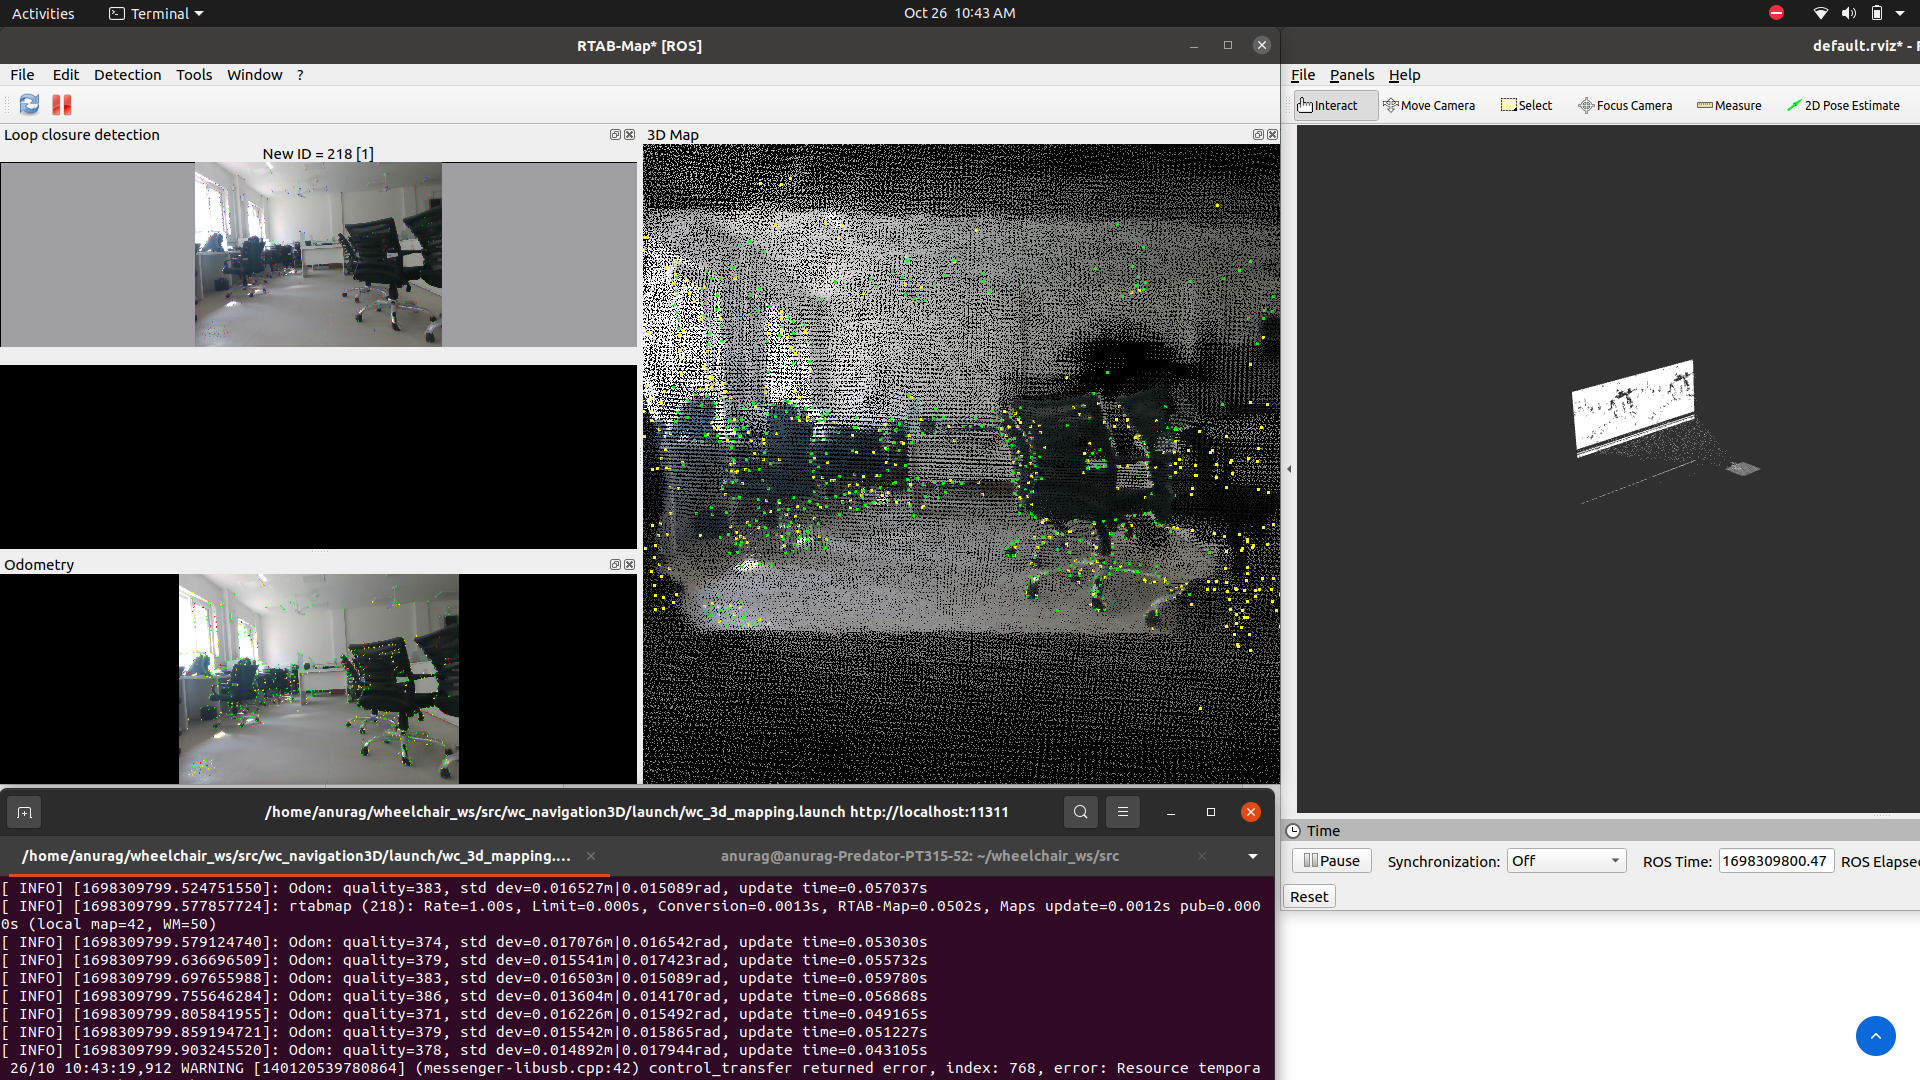 Activities
Terminal
Oct 26 10:43 AM
RTAB-Map* [ROS]
File Edit Detection Tools Window ?
Loop closure detection
New ID = 218 [1]
Odometry
3D Map
default.rviz* -
File Panels Help
Interact Move Camera Select Focus Camera Measure 2D Pose Estimate
Time
Pause Synchronization: Off ROS Time: 1698309800.47 ROS Elapse
Reset
/home/anurag/wheelchair_ws/src/wc_navigation3D/launch/wc_3d_mapping.launch http://localhost:11311
/home/anurag/wheelchair_ws/src/wc_navigation3D/launch/wc_3d_mapping....
anurag@anurag-Predator-PT315-52: ~/wheelchair_ws/src
[ INFO] [1698309799.524751550]: Odom: quality=383, std dev=0.016527m|0.015089rad, update time=0.057037s
[ INFO] [1698309799.577857724]: rtabmap (218): Rate=1.00s, Limit=0.000s, Conversion=0.0013s, RTAB-Map=0.0502s, Maps update=0.0012s pub=0.000
0s (local map=42, WM=50)
[ INFO] [1698309799.579124740]: Odom: quality=374, std dev=0.017076m|0.016542rad, update time=0.053030s
[ INFO] [1698309799.636696509]: Odom: quality=379, std dev=0.015541m|0.017423rad, update time=0.055732s
[ INFO] [1698309799.697655988]: Odom: quality=383, std dev=0.016503m|0.015089rad, update time=0.059780s
[ INFO] [1698309799.755646284]: Odom: quality=386, std dev=0.013604m|0.014170rad, update time=0.056868s
[ INFO] [1698309799.805841955]: Odom: quality=371, std dev=0.016226m|0.015492rad, update time=0.049165s
[ INFO] [1698309799.859194721]: Odom: quality=379, std dev=0.015542m|0.015865rad, update time=0.051227s
[ INFO] [1698309799.903245520]: Odom: quality=378, std dev=0.014892m|0.017944rad, update time=0.043105s
26/10 10:43:19,912 WARNING [140120539780864] (messenger-libusb.cpp:42) control_transfer returned error, index: 768, error: Resource tempora